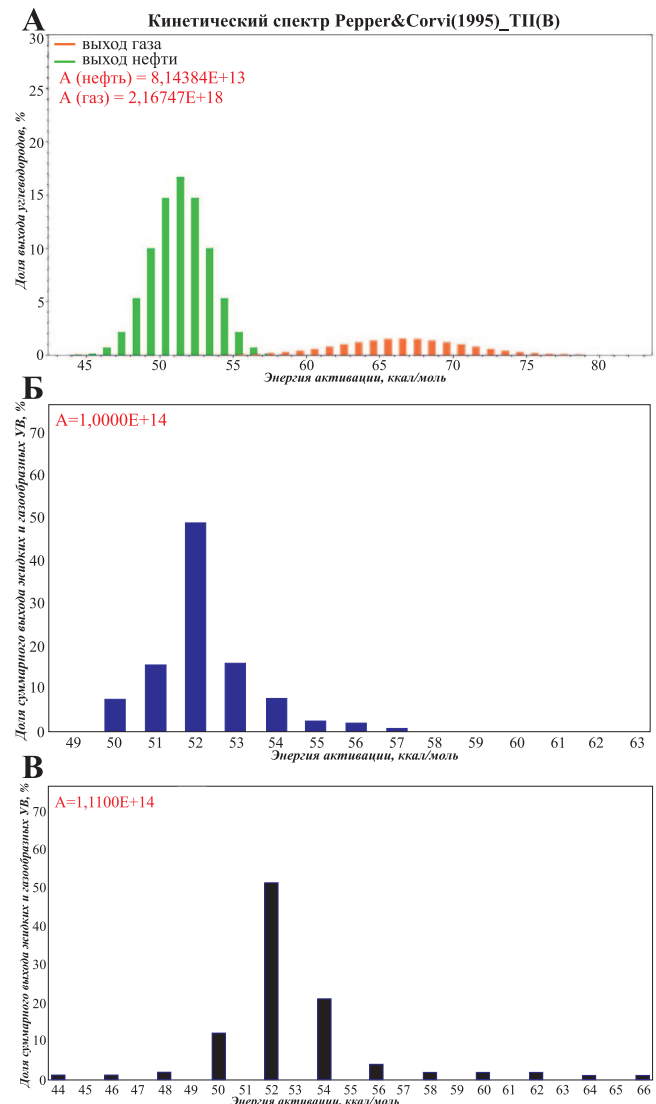 А
Кинетический спектр Pepper&Corvi(1995)_TII(B)
выход газа
выход нефти
А (нефть) = 8,14384E+13
А (газ) = 2,16747E+18
Доля выхода углеводородов, %
30
25
20
15
10
5
0
45 50 55 60 65 70 75 80
Энергия активации, ккал/моль
Б
A=1,0000E+14
Доля суммарного выхода жидких и газообразных УВ, %
70
60
50
40
30
20
10
0
49 50 51 52 53 54 55 56 57 58 59 60 61 62 63
Энергия активации, ккал/моль
В
A=1,1100E+14
Доля суммарного выхода жидких и газообразных УВ, %
70
60
50
40
30
20
10
0
44 45 46 47 48 49 50 51 52 53 54 55 56 57 58 59 60 61 62 63 64 65 66
Энергия активации, ккал/моль